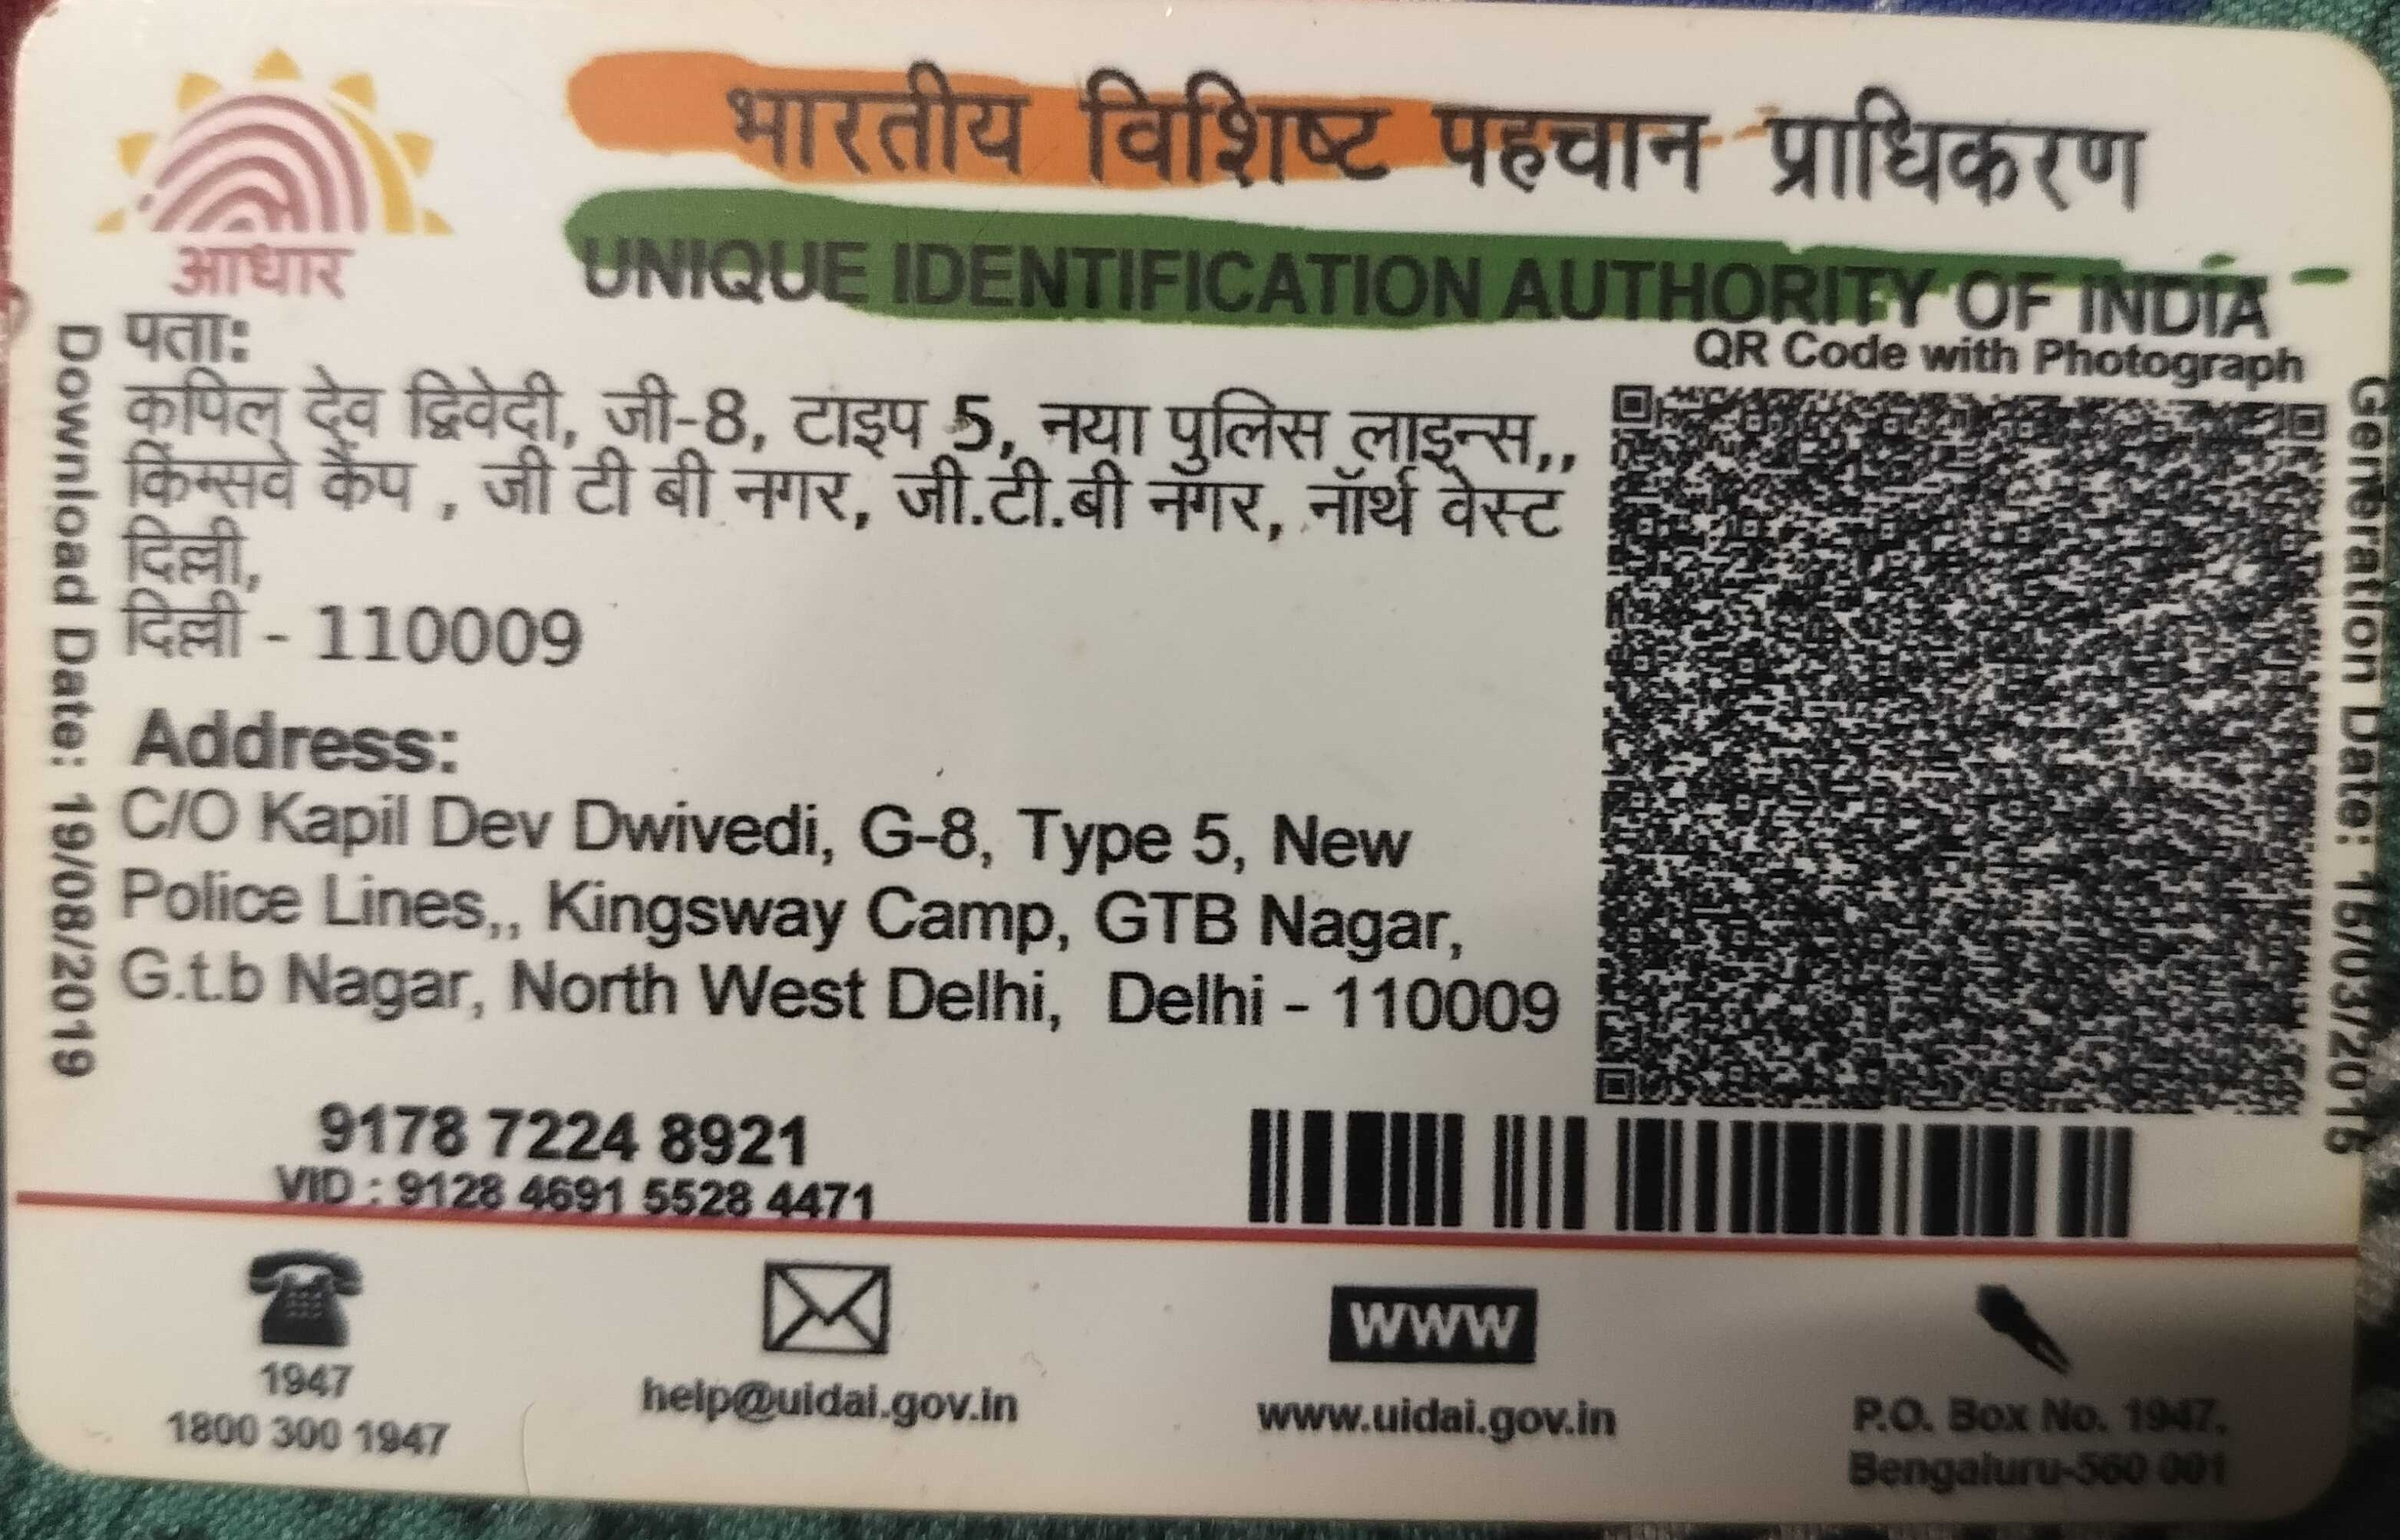 भारतीय विशिष्ट पहचान प्राधिकरण
UNIQUE IDENTIFICATION AUTHORITY OF INDIA
आधार
QR Code with Photograph
पता:
कपिल देव द्विवेदी, जी-8, टाइप 5, नया पुलिस लाइन्स,,
किंग्सवे कैंप , जी टी बी नगर, जी.टी.बी नगर, नॉर्थ वेस्ट
दिल्ली,
दिल्ली - 110009
Address:
C/O Kapil Dev Dwivedi, G-8, Type 5, New
Police Lines,, Kingsway Camp, GTB Nagar,
G.t.b Nagar, North West Delhi, Delhi - 110009
Download Date: 19/08/2019
Generation Date: 16/03/2016
9178 7224 8921
VID : 9128 4691 5528 4471
1947
1800 300 1947
help@uidai.gov.in
www
www.uidai.gov.in
P.O. Box No. 1947,
Bengaluru-560 001